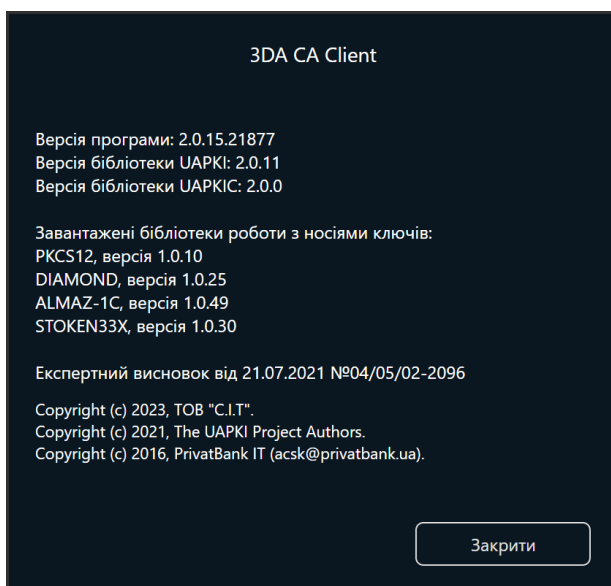 3DA CA Client
Версія програми: 2.0.15.21877
Версія бібліотеки UAPKI: 2.0.11
Версія бібліотеки UAPKIC: 2.0.0
Завантажені бібліотеки роботи з носіями ключів:
PKCS12, версія 1.0.10
DIAMOND, версія 1.0.25
ALMAZ-1C, версія 1.0.49
STOKEN33X, версія 1.0.30
Експертний висновок від 21.07.2021 №04/05/02-2096
Copyright (c) 2023, ТОВ "С.І.Т".
Copyright (c) 2021, The UAPKI Project Authors.
Copyright (c) 2016, PrivatBank IT (acsk@privatbank.ua).
Закрити